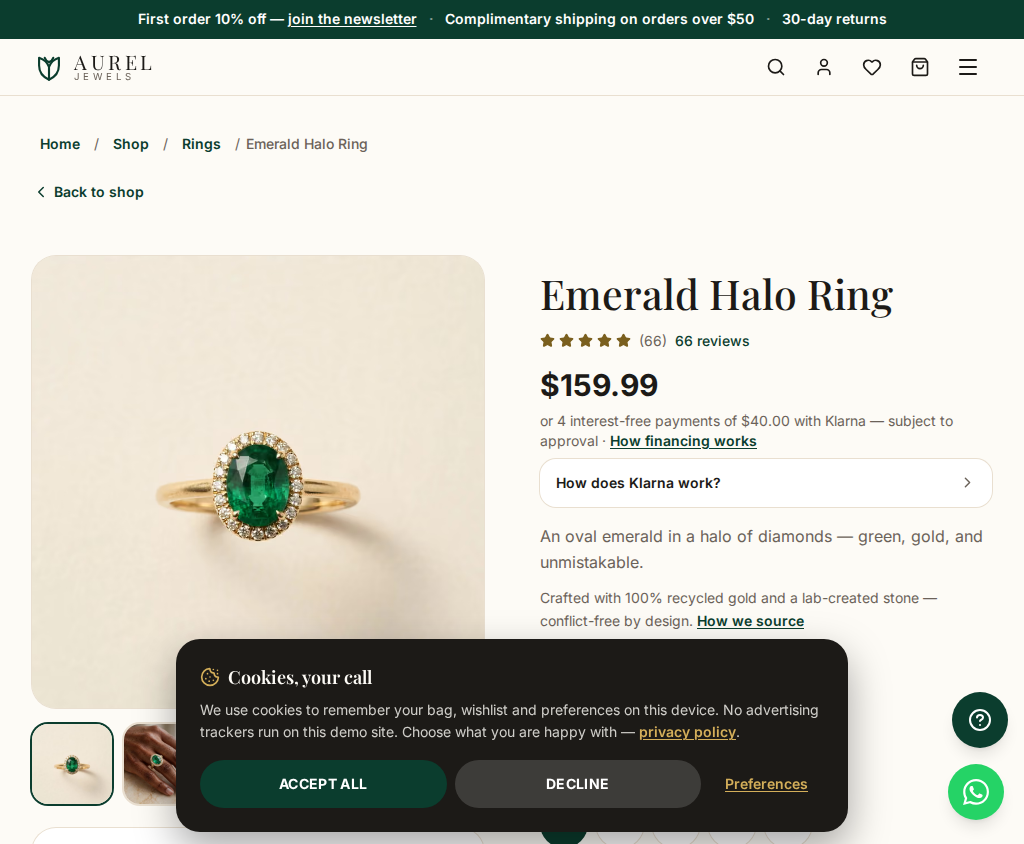 First order 10% off — join the newsletter · Complimentary shipping on orders over $50 · 30-day returns
AUREL
JEWELS
Home / Shop / Rings / Emerald Halo Ring
Back to shop
Emerald Halo Ring
(66) 66 reviews
$159.99
or 4 interest-free payments of $40.00 with Klarna — subject to
approval · How financing works
How does Klarna work?
An oval emerald in a halo of diamonds — green, gold, and
unmistakable.
Crafted with 100% recycled gold and a lab-created stone —
conflict-free by design. How we source
Cookies, your call
We use cookies to remember your bag, wishlist and preferences on this device. No advertising
trackers run on this demo site. Choose what you are happy with — privacy policy.
ACCEPT ALL
DECLINE
Preferences